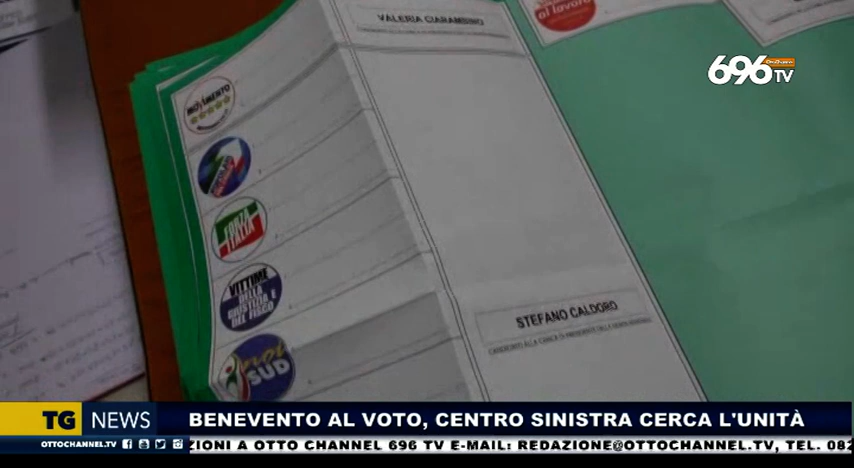 VALERIA CIARAMBINO
al lavoro
696 TV
MOVIMENTO
FORZA
ITALIA
VITTIME
DELLA
GIUSTIZIA E
DEL FISCO
STEFANO CALDORO
noi
SUD
TG NEWS
BENEVENTO AL VOTO, CENTRO SINISTRA CERCA L'UNITÀ
OTTOCHANNEL.TV
ZIONI A OTTO CHANNEL 696 TV E-MAIL: REDAZIONE@OTTOCHANNEL.TV, TEL. 082